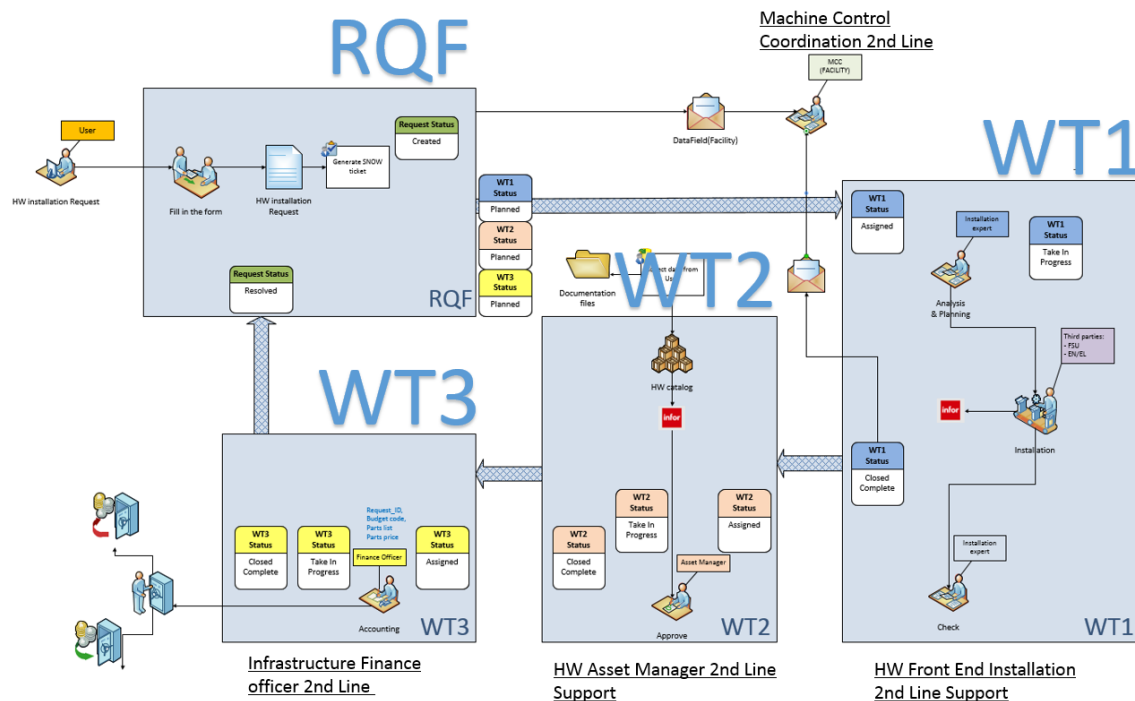 RQF
Machine Control
Coordination 2nd Line
MCC
(FACILITY)
DataField(Facility)
User
HW installation Request
Fill in the form
HW installation
Request
Generate SNOW
ticket
Request Status
Created
WT1
Status
Planned
WT2
Status
Planned
WT3
Status
Planned
Request Status
Resolved
RQF
WT1
WT1
Status
Assigned
Installation
expert
WT1
Status
Take In
Progress
Analysis
& Planning
Third parties:
- FSU
- EN/EL
infor
Installation
WT1
Status
Closed
Complete
Installation
expert
Check
WT1
HW Front End Installation
2nd Line Support
WT2
from
Documentation
files
HW catalog
infor
WT2
Status
Take In
Progress
WT2
Status
Assigned
WT2
Status
Closed
Complete
Asset Manager
Approve
WT2
HW Asset Manager 2nd Line
Support
WT3
Request_ID,
Budget code,
Parts list
Parts price
WT3
Status
Closed
Complete
WT3
Status
Take In
Progress
Finance Officer
WT3
Status
Assigned
Accounting
WT3
Infrastructure Finance
officer 2nd Line